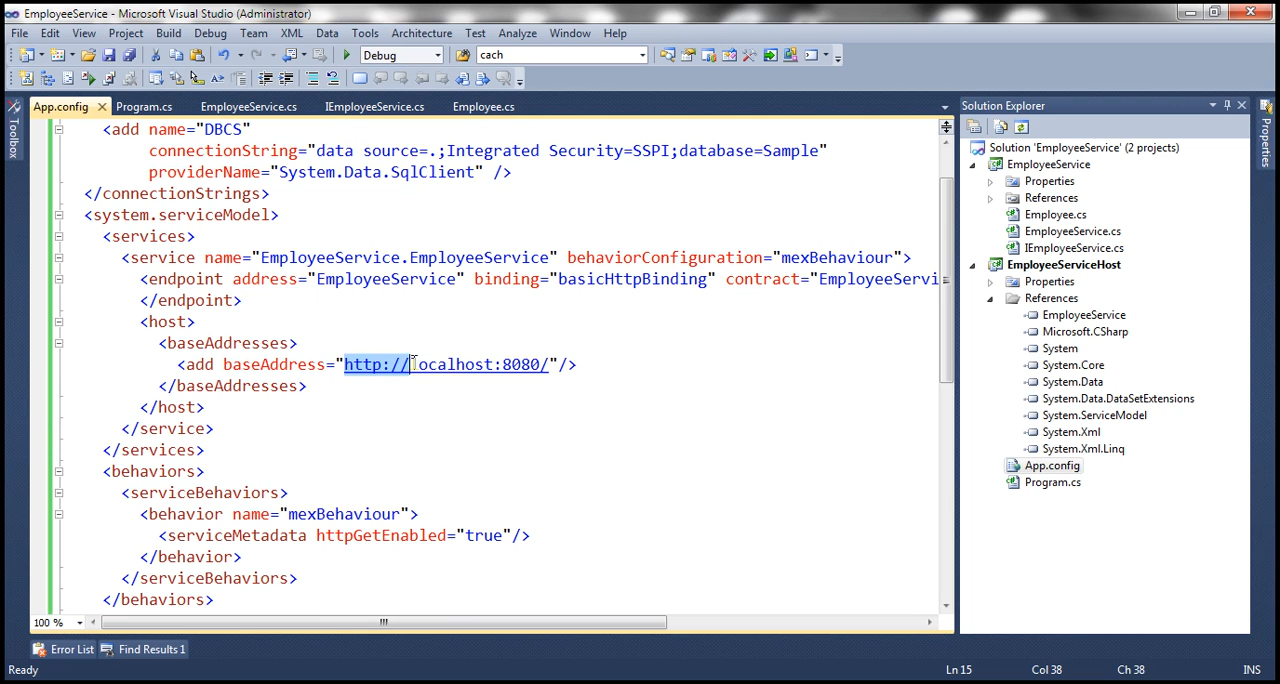 EmployeeService - Microsoft Visual Studio (Administrator)
File Edit View Project Build Debug Team XML Data Tools Architecture Test Analyze Window Help
Debug cach
App.config Program.cs EmployeeService.cs IEmployeeService.cs Employee.cs
<add name="DBCS"
connectionString="data source=.;Integrated Security=SSPI;database=Sample"
providerName="System.Data.SqlClient" />
</connectionStrings>
<system.serviceModel>
<services>
<service name="EmployeeService.EmployeeService" behaviorConfiguration="mexBehaviour">
<endpoint address="EmployeeService" binding="basicHttpBinding" contract="EmployeeServi
</endpoint>
<host>
<baseAddresses>
<add baseAddress="http://localhost:8080/"/>
</baseAddresses>
</host>
</service>
</services>
<behaviors>
<serviceBehaviors>
<behavior name="mexBehaviour">
<serviceMetadata httpGetEnabled="true"/>
</behavior>
</serviceBehaviors>
</behaviors>
100 %
Toolbox
Solution Explorer
Solution 'EmployeeService' (2 projects)
EmployeeService
Properties
References
Employee.cs
EmployeeService.cs
IEmployeeService.cs
EmployeeServiceHost
Properties
References
EmployeeService
Microsoft.CSharp
System
System.Core
System.Data
System.Data.DataSetExtensions
System.ServiceModel
System.Xml
System.Xml.Linq
App.config
Program.cs
Properties
Error List Find Results 1
Ready Ln 15 Col 38 Ch 38 INS